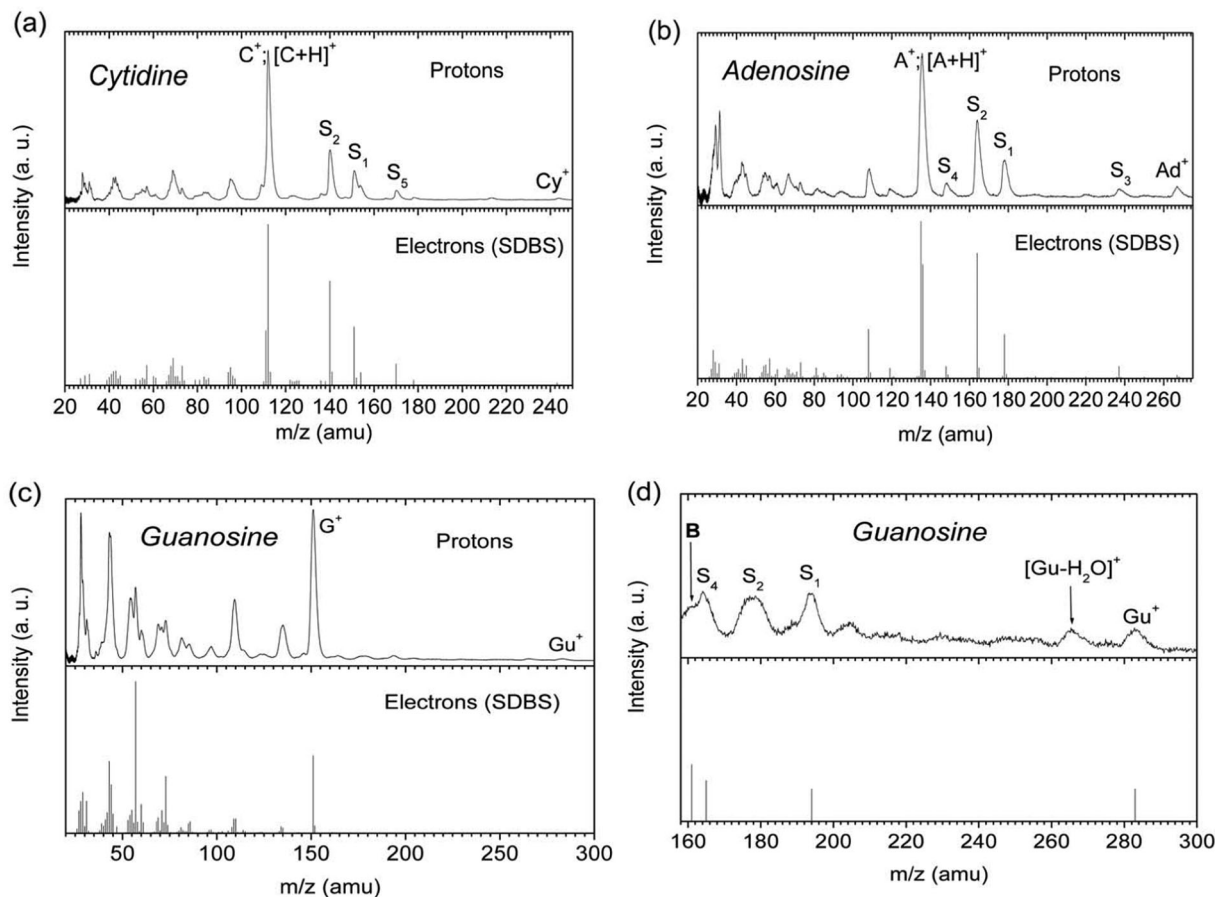 (a)
C⁺; [C+H]⁺
Cytidine
Protons
S₂
S₁
S₅
Cy⁺
Intensity (a. u.)
Electrons (SDBS)
20 40 60 80 100 120 140 160 180 200 220 240
m/z (amu)
(b)
A⁺; [A+H]⁺
Adenosine
Protons
S₂
S₄
S₁
S₃
Ad⁺
Intensity (a. u.)
Electrons (SDBS)
20 40 60 80 100 120 140 160 180 200 220 240 260
m/z (amu)
(c)
G⁺
Guanosine
Protons
Gu⁺
Intensity (a. u.)
Electrons (SDBS)
50 100 150 200 250 300
m/z (amu)
(d)
Guanosine
B
S₄
S₂
S₁
[Gu-H₂O]⁺
Gu⁺
Intensity (a. u.)
160 180 200 220 240 260 280 300
m/z (amu)